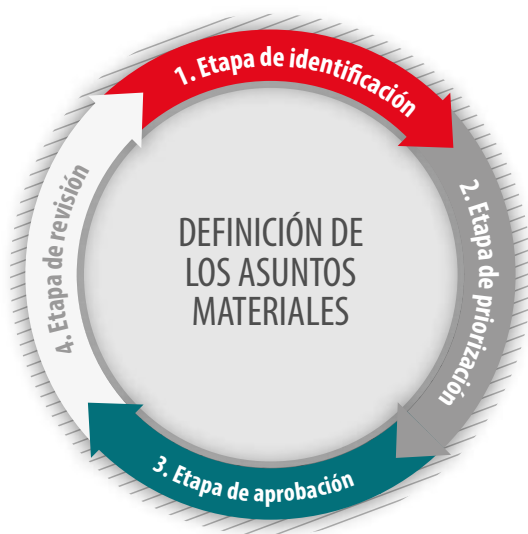 1. Etapa de identificación
2. Etapa de priorización
3. Etapa de aprobación
4. Etapa de revisión
DEFINICIÓN DE
LOS ASUNTOS
MATERIALES